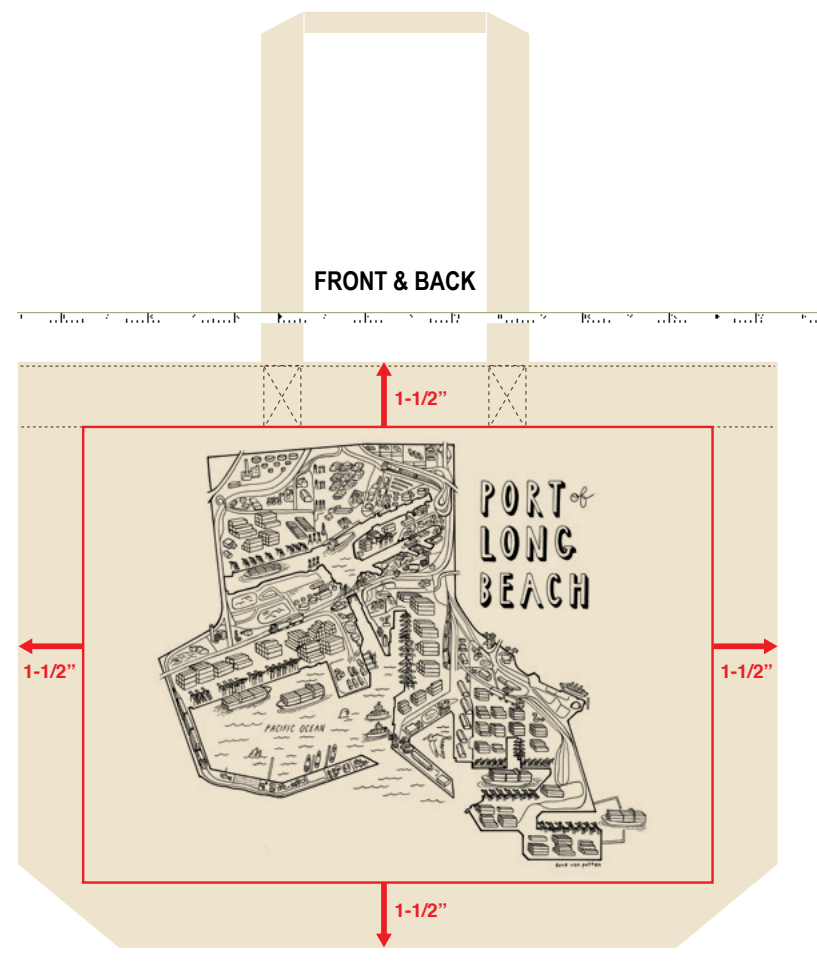 FRONT & BACK
1-1/2”
PORT of
LONG
BEACH
1-1/2”
1-1/2”
PACIFIC OCEAN
1-1/2”